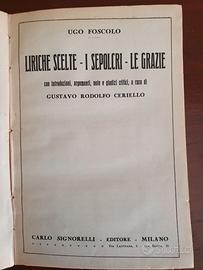 UGO FOSCOLO
LIRICHE SCELTE - I SEPOLCRI - LE GRAZIE
con introduzioni, argomenti, note e giudizi critici, a cura di
GUSTAVO RODOLFO CERIELLO
CARLO SIGNORELLI - EDITORE - MILANO